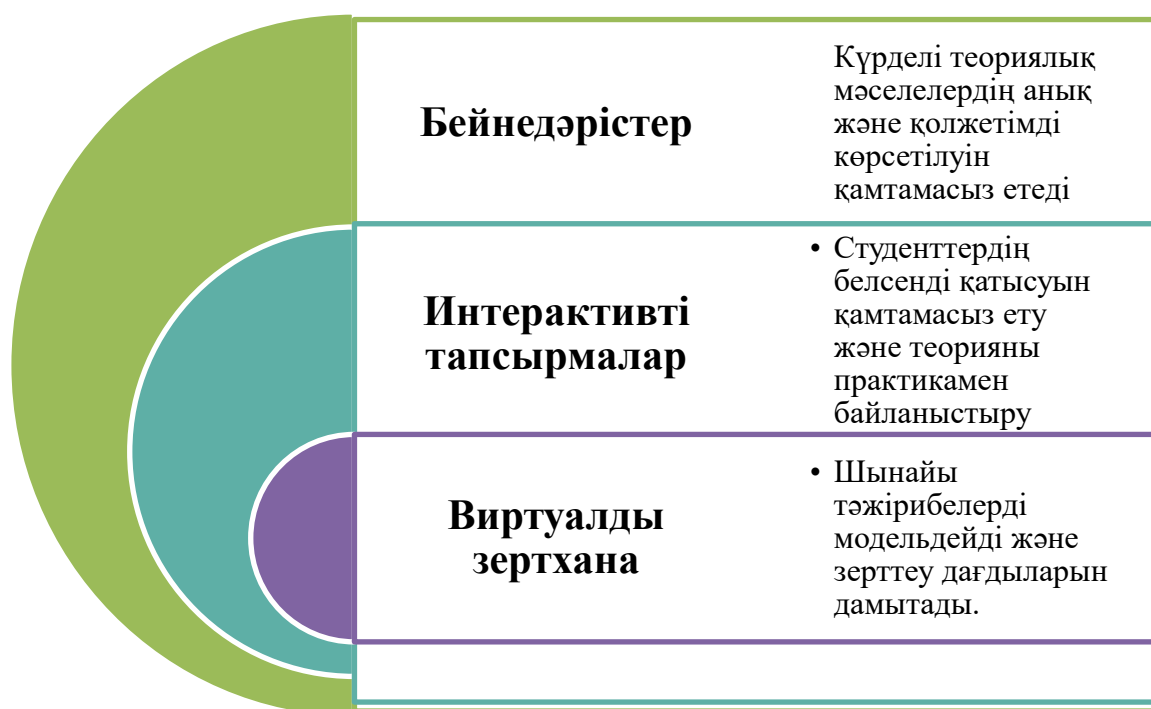 Бейнедәрістер
Күрделі теориялық
мәселелердің анық
және қолжетімді
көрсетілуін
қамтамасыз етеді
Интерактивті
тапсырмалар
• Студенттердің
белсенді қатысуын
қамтамасыз ету
және теорияны
практикамен
байланыстыру
Виртуалды
зертхана
• Шынайы
тәжірибелерді
модельдейді және
зерттеу дағдыларын
дамытады.